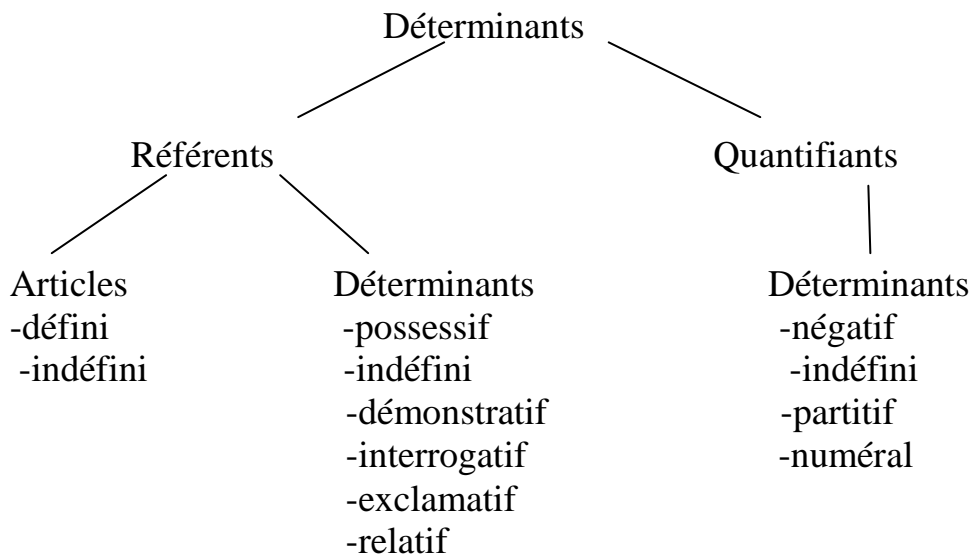 Déterminants
Référents
Quantifiants
Articles
-défini
-indéfini
Déterminants
-possessif
-indéfini
-démonstratif
-interrogatif
-exclamatif
-relatif
Déterminants
-négatif
-indéfini
-partitif
-numéral